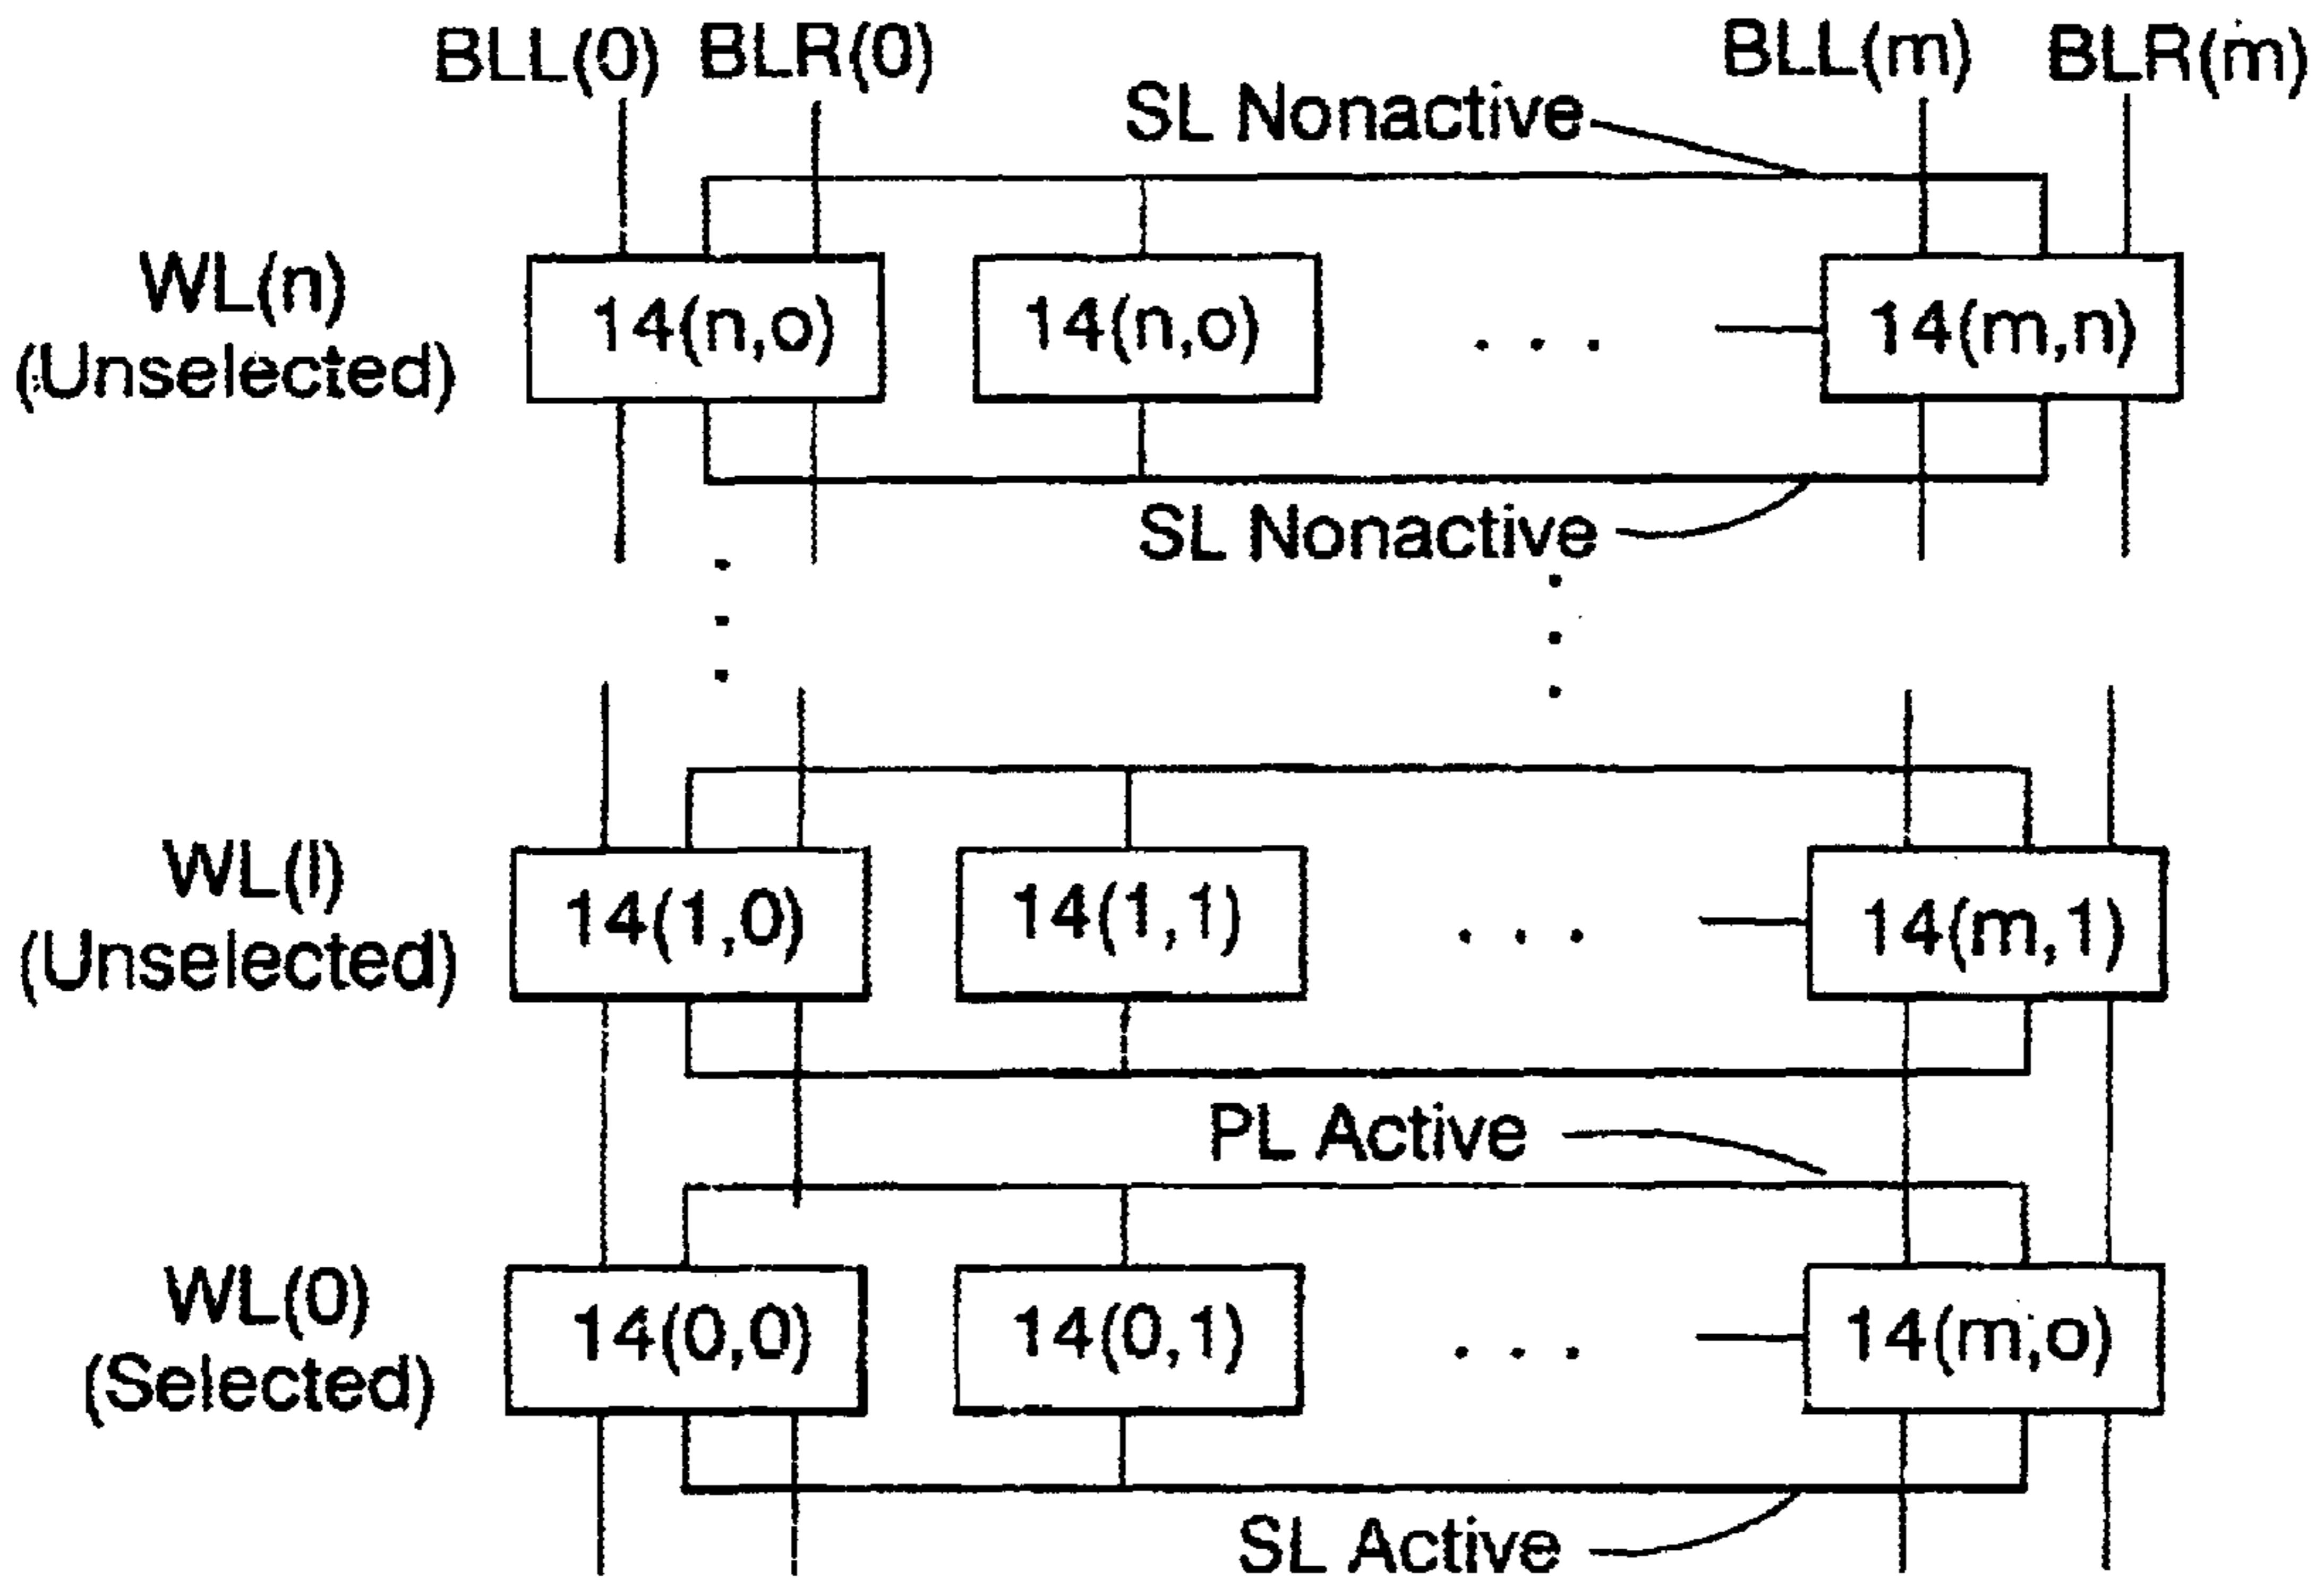 BLL(0) BLR(0) BLL(m) BLR(m)
SL Nonactive
WL(n)
(Unselected)
14(n,o) 14(n,o) . . . 14(m,n)
SL Nonactive
WL(l)
(Unselected)
14(1,0) 14(1,1) . . . 14(m,1)
PL Active
WL(0)
(Selected)
14(0,0) 14(0,1) . . . 14(m,o)
SL Active